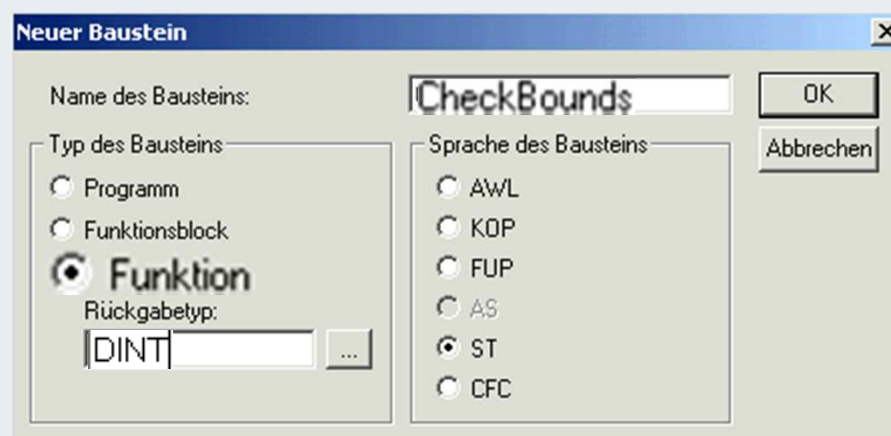 Neuer Baustein
Name des Bausteins: CheckBounds OK
Abbrechen
Typ des Bausteins
Programm
Funktionsblock
Funktion
Rückgabetyp:
DINT ...
Sprache des Bausteins
AWL
KOP
FUP
AS
ST
CFC